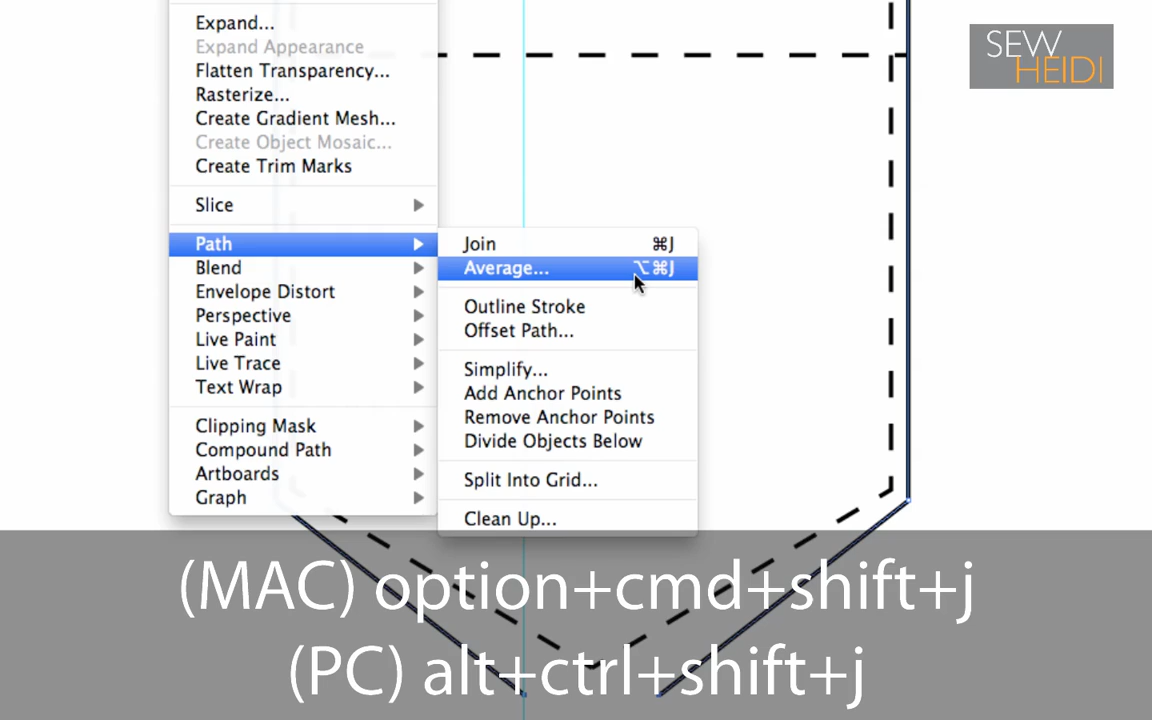 Expand...
Expand Appearance
Flatten Transparency...
Rasterize...
Create Gradient Mesh...
Create Object Mosaic...
Create Trim Marks
Slice
Path
Blend
Envelope Distort
Perspective
Live Paint
Live Trace
Text Wrap
Clipping Mask
Compound Path
Artboards
Graph
Join ⌘J
Average... ⌥⌘J
Outline Stroke
Offset Path...
Simplify...
Add Anchor Points
Remove Anchor Points
Divide Objects Below
Split Into Grid...
Clean Up...
SEW
HEIDI
(MAC) option+cmd+shift+j
(PC) alt+ctrl+shift+j